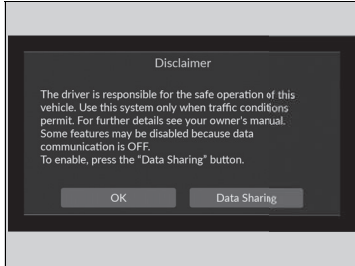 Disclaimer
The driver is responsible for the safe operation of this
vehicle. Use this system only when traffic conditions
permit. For further details see your owner's manual.
Some features may be disabled because data
communication is OFF.
To enable, press the “Data Sharing” button.
OK
Data Sharing